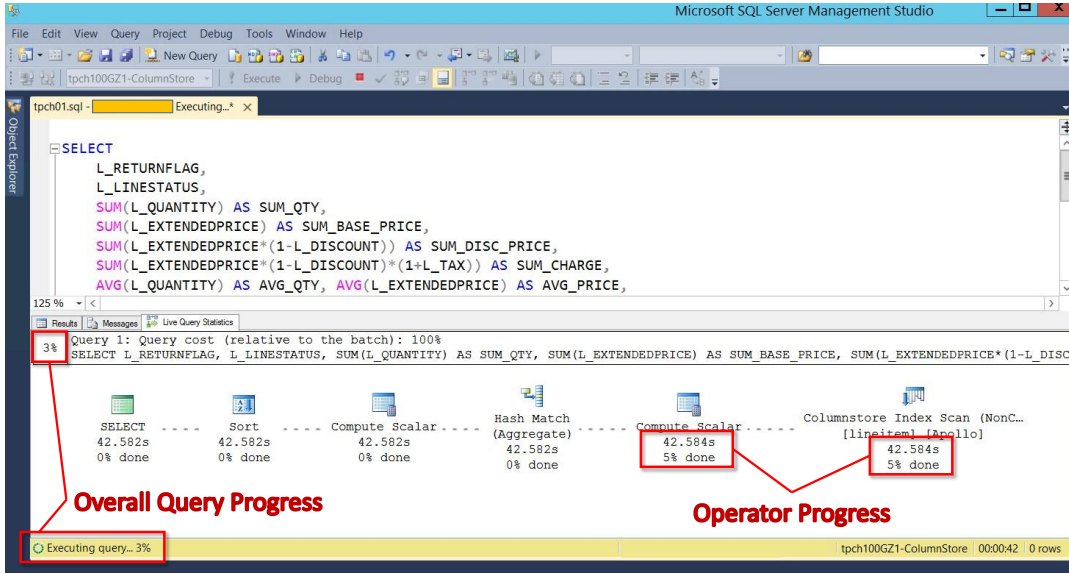 Microsoft SQL Server Management Studio
File Edit View Query Project Debug Tools Window Help
New Query
tpch100GZ1-ColumnStore Execute Debug
tpch01.sql - Executing...*
Object Explorer
SELECT
L_RETURNFLAG,
L_LINESTATUS,
SUM(L_QUANTITY) AS SUM_QTY,
SUM(L_EXTENDEDPRICE) AS SUM_BASE_PRICE,
SUM(L_EXTENDEDPRICE*(1-L_DISCOUNT)) AS SUM_DISC_PRICE,
SUM(L_EXTENDEDPRICE*(1-L_DISCOUNT)*(1+L_TAX)) AS SUM_CHARGE,
AVG(L_QUANTITY) AS AVG_QTY, AVG(L_EXTENDEDPRICE) AS AVG_PRICE,
125 %
Results Messages Live Query Statistics
3%
Query 1: Query cost (relative to the batch): 100%
SELECT L_RETURNFLAG, L_LINESTATUS, SUM(L_QUANTITY) AS SUM_QTY, SUM(L_EXTENDEDPRICE) AS SUM_BASE_PRICE, SUM(L_EXTENDEDPRICE*(1-L_DISC
SELECT
42.582s
0% done
Sort
42.582s
0% done
Compute Scalar
42.582s
0% done
Hash Match
(Aggregate)
42.582s
0% done
Compute Scalar
42.584s
5% done
Columnstore Index Scan (NonC...
[lineitem].[Apollo]
42.584s
5% done
Overall Query Progress
Operator Progress
Executing query... 3%
tpch100GZ1-ColumnStore 00:00:42 0 rows